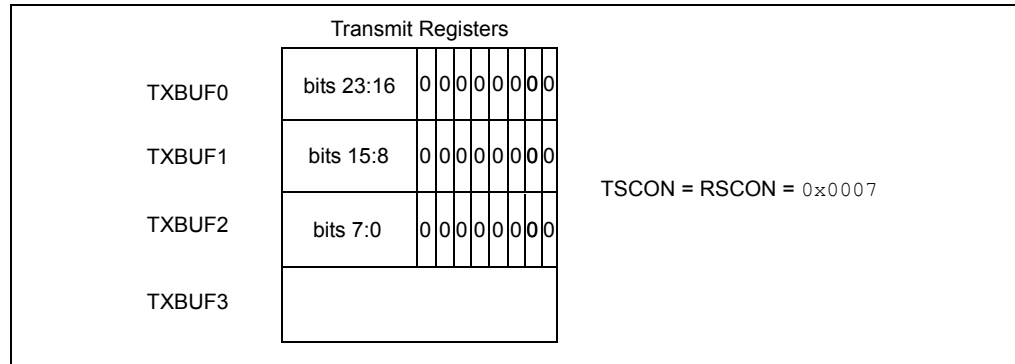 Transmit Registers
TXBUF0 bits 23:16 0 0 0 0 0 0 0 0
TXBUF1 bits 15:8 0 0 0 0 0 0 0 0
TSCON = RSCON = 0x0007
TXBUF2 bits 7:0 0 0 0 0 0 0 0 0
TXBUF3